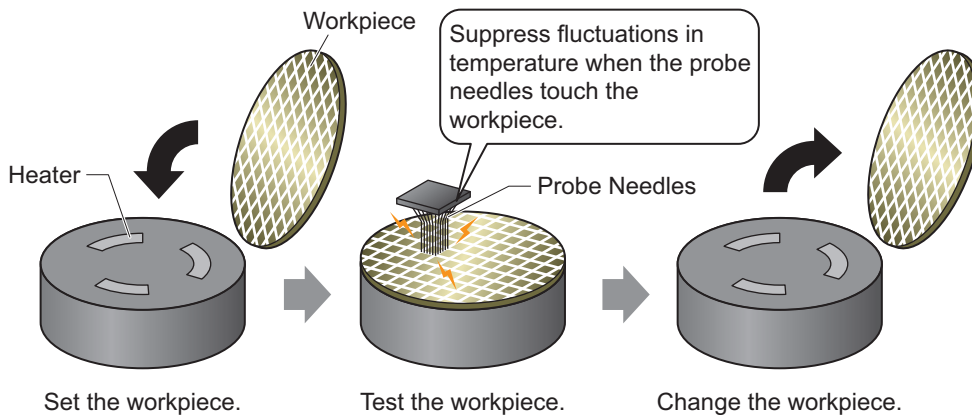 Workpiece
Suppress fluctuations in
temperature when the probe
needles touch the
workpiece.
Heater
Probe Needles
Set the workpiece.
Test the workpiece.
Change the workpiece.